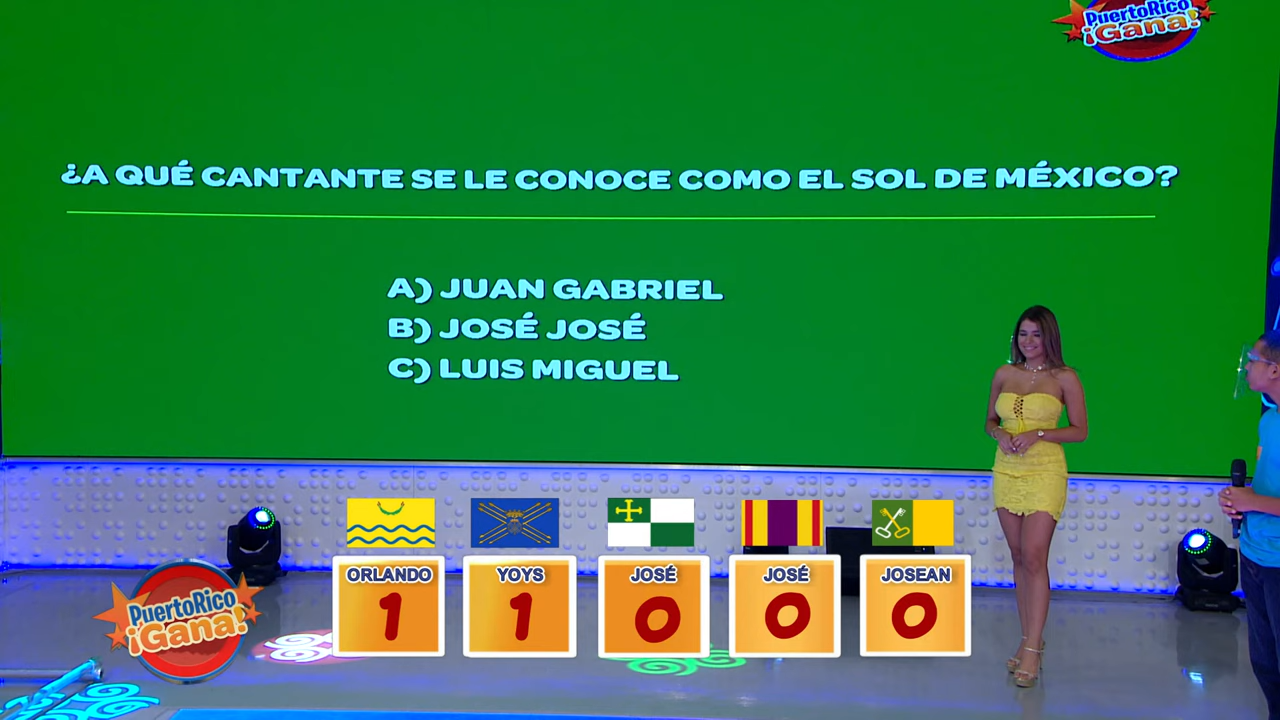 PuertoRico
¡Gana!
¿A QUÉ CANTANTE SE LE CONOCE COMO EL SOL DE MÉXICO?
A) JUAN GABRIEL
B) JOSÉ JOSÉ
C) LUIS MIGUEL
ORLANDO
YOYS
JOSÉ
JOSÉ
JOSEAN
1
1
0
0
0
PuertoRico
¡Gana!